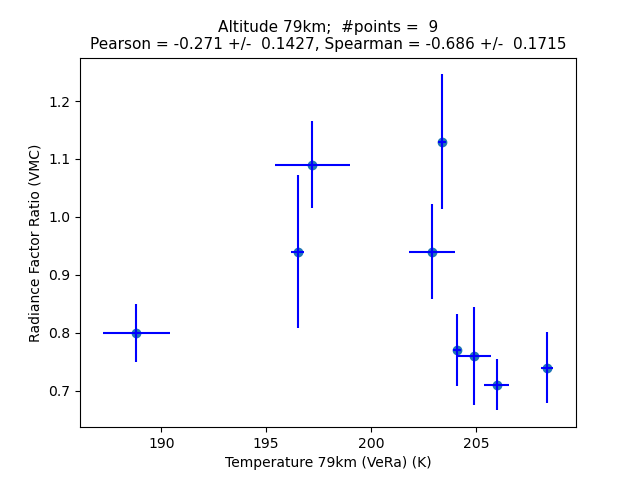 Altitude 79km;  #points =  9
Pearson = -0.271 +/-  0.1427, Spearman = -0.686 +/-  0.1715
1.2
1.1
1.0
0.9
0.8
0.7
Radiance Factor Ratio (VMC)
190
195
200
205
Temperature 79km (VeRa) (K)